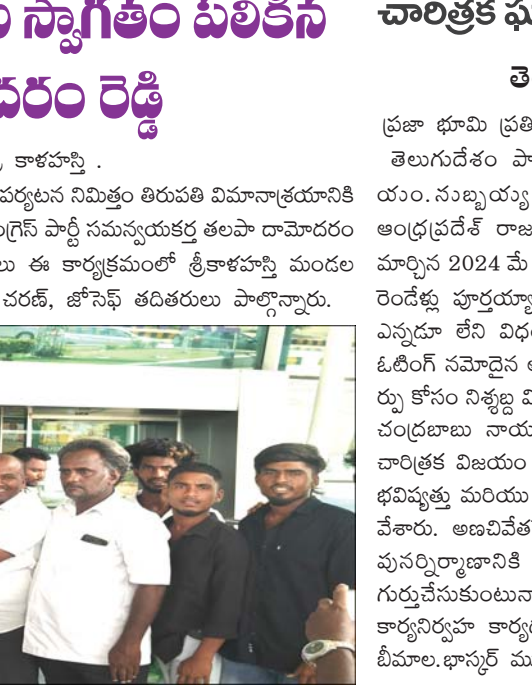 స్వాగతం పలికిన
దరం రెడ్డి
కాళహస్తి .
పర్యటన నిమిత్తం తిరుపతి విమానాశ్రయానికి
గ్రెస్ పార్టీ సమన్వయకర్త తలపా దామోదరం
లు ఈ కార్యక్రమంలో శ్రీకాళహస్తి మండల
చరణ్, జోసెఫ్ తదితరులు పాల్గొన్నారు.
చారిత్రక ఘ
తె
ప్రజా భూమి ప్రతి
తెలుగుదేశం పా
యం.నుబ్బయ్య
ఆంధ్రప్రదేశ్ రాజ
మార్చిన 2024 మే
రెండేళ్లు పూర్తయ్యా
ఎన్నడూ లేని విధ
ఓటింగ్ నమోదైన
ర్పు కోసం నిశ్శబ్ద వి
చంద్రబాబు నాయ
చారిత్రక విజయం
భవిష్యత్తు మరియు
వేశారు. అణచివేత
పునర్నిర్మాణానికి
గుర్తుచేసుకుంటునా
కార్యనిర్వహ కార్య
బీమాల.భాస్కర్ ము